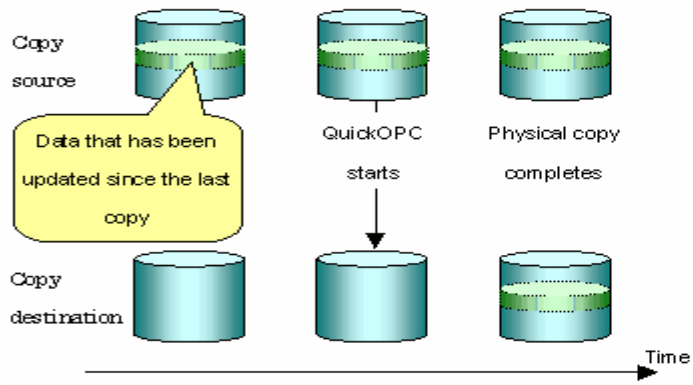 Copy
source
Data that has been
updated since the last
copy
QuickOPC
starts
Physical copy
completes
Copy
destination
Time